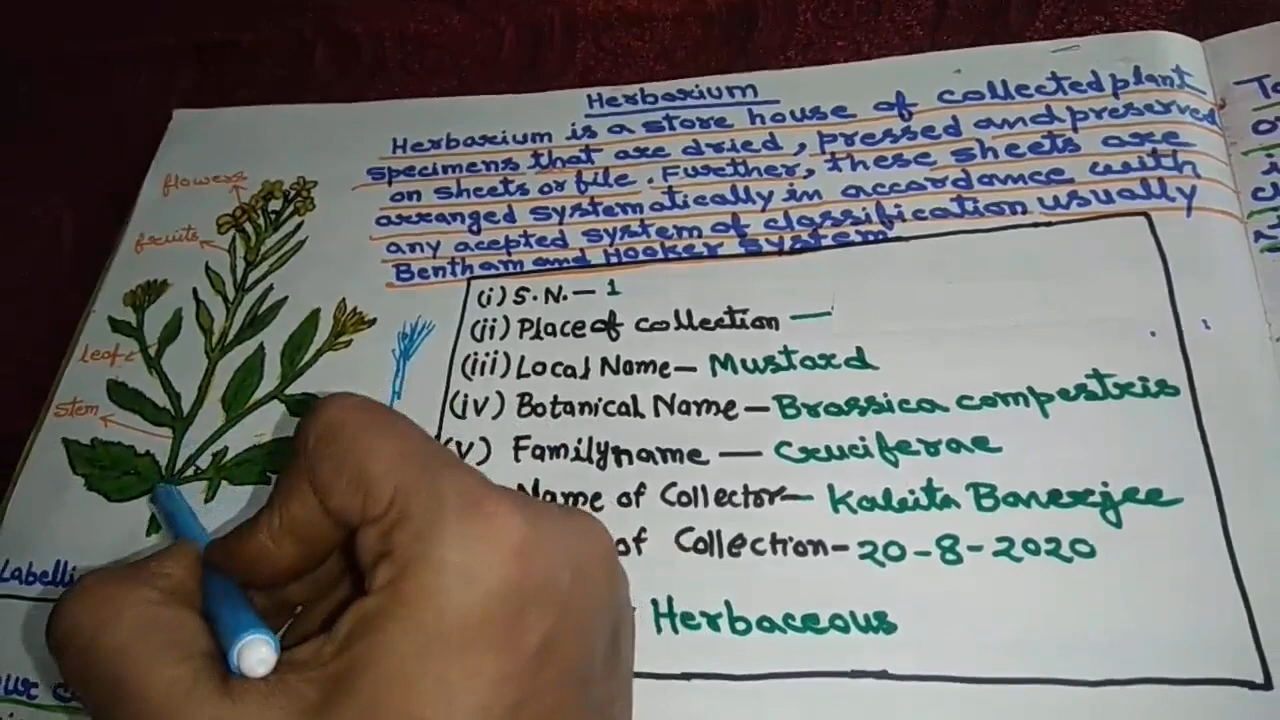 Herbarium
Herbarium is a store house of collected plant
specimens that are dried, pressed and preserved
on sheets or file. Further, these sheets are
arranged systematically in accordance with
any acepted system of classification usually
Bentham and Hooker system
flowers
fruits
leaf
stem
(i) S.N. – 1
(ii) Place of collection —
(iii) Local Name – Mustard
(iv) Botanical Name – Brassica compestris
(v) Family name — Cruciferae
Name of Collector – Kabita Banerjee
of Collection - 20-8-2020
Herbaceous